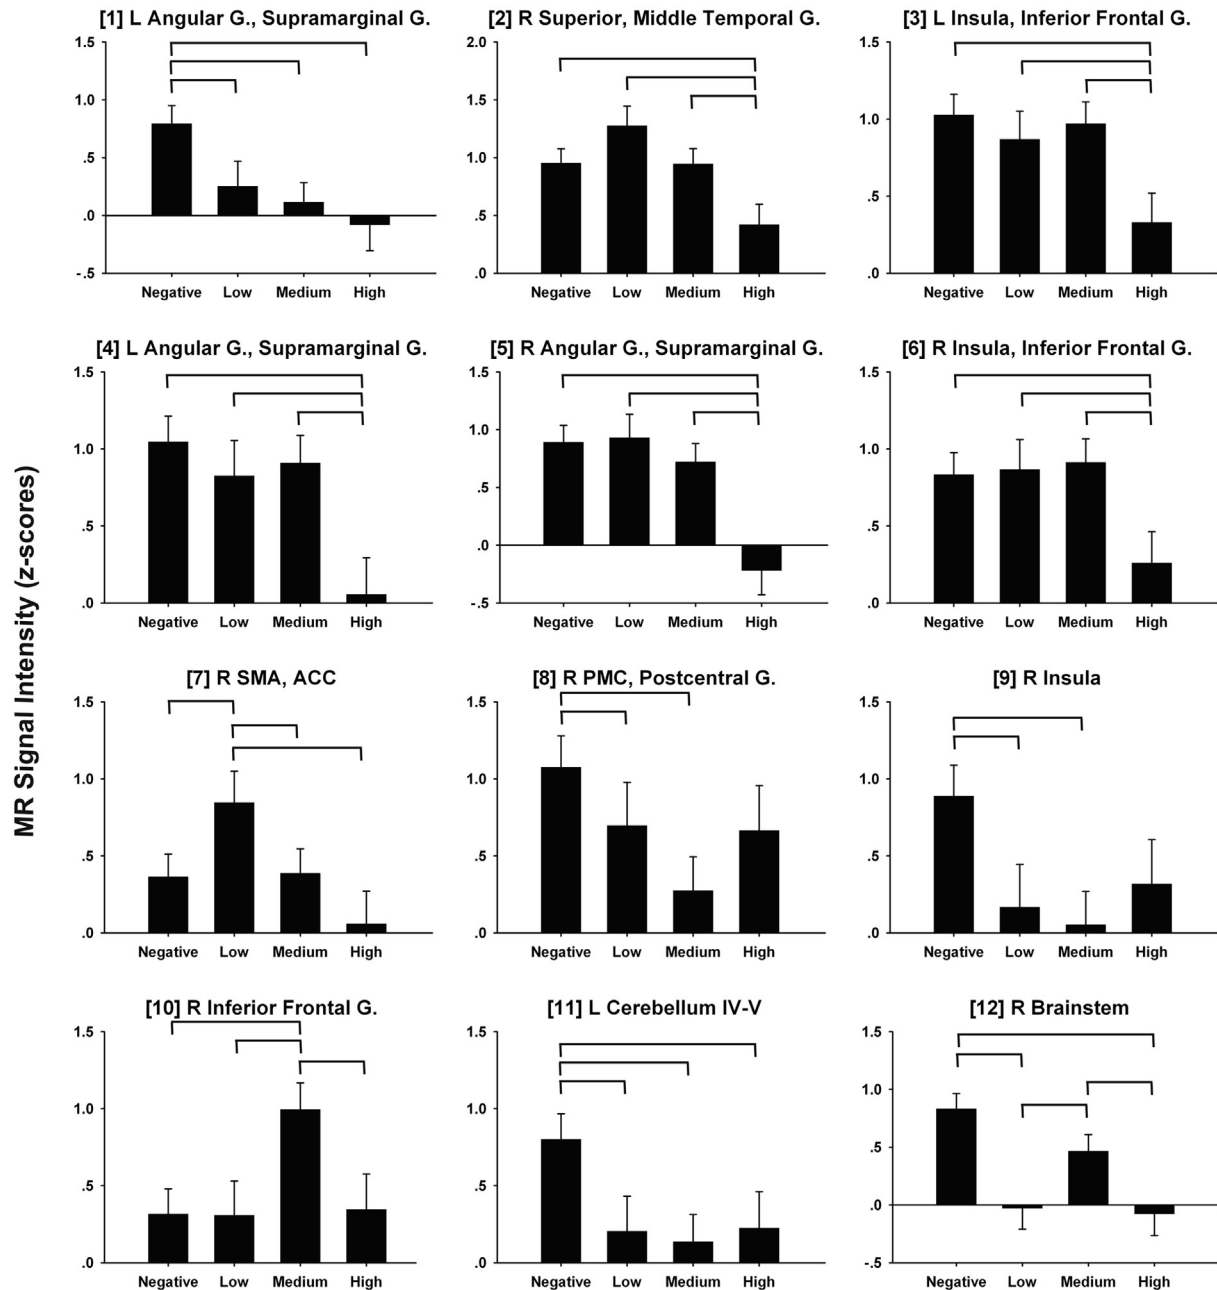 [1] L Angular G., Supramarginal G.
1.5
1.0
.5
.0
-.5
Negative Low Medium High
[2] R Superior, Middle Temporal G.
2.0
1.5
1.0
.5
.0
Negative Low Medium High
[3] L Insula, Inferior Frontal G.
1.5
1.0
.5
.0
Negative Low Medium High
MR Signal Intensity (z-scores)
[4] L Angular G., Supramarginal G.
1.5
1.0
.5
.0
Negative Low Medium High
[5] R Angular G., Supramarginal G.
1.5
1.0
.5
.0
-.5
Negative Low Medium High
[6] R Insula, Inferior Frontal G.
1.5
1.0
.5
.0
Negative Low Medium High
[7] R SMA, ACC
1.5
1.0
.5
.0
Negative Low Medium High
[8] R PMC, Postcentral G.
1.5
1.0
.5
.0
Negative Low Medium High
[9] R Insula
1.5
1.0
.5
.0
Negative Low Medium High
[10] R Inferior Frontal G.
1.5
1.0
.5
.0
Negative Low Medium High
[11] L Cerebellum IV-V
1.5
1.0
.5
.0
Negative Low Medium High
[12] R Brainstem
1.5
1.0
.5
.0
-.5
Negative Low Medium High